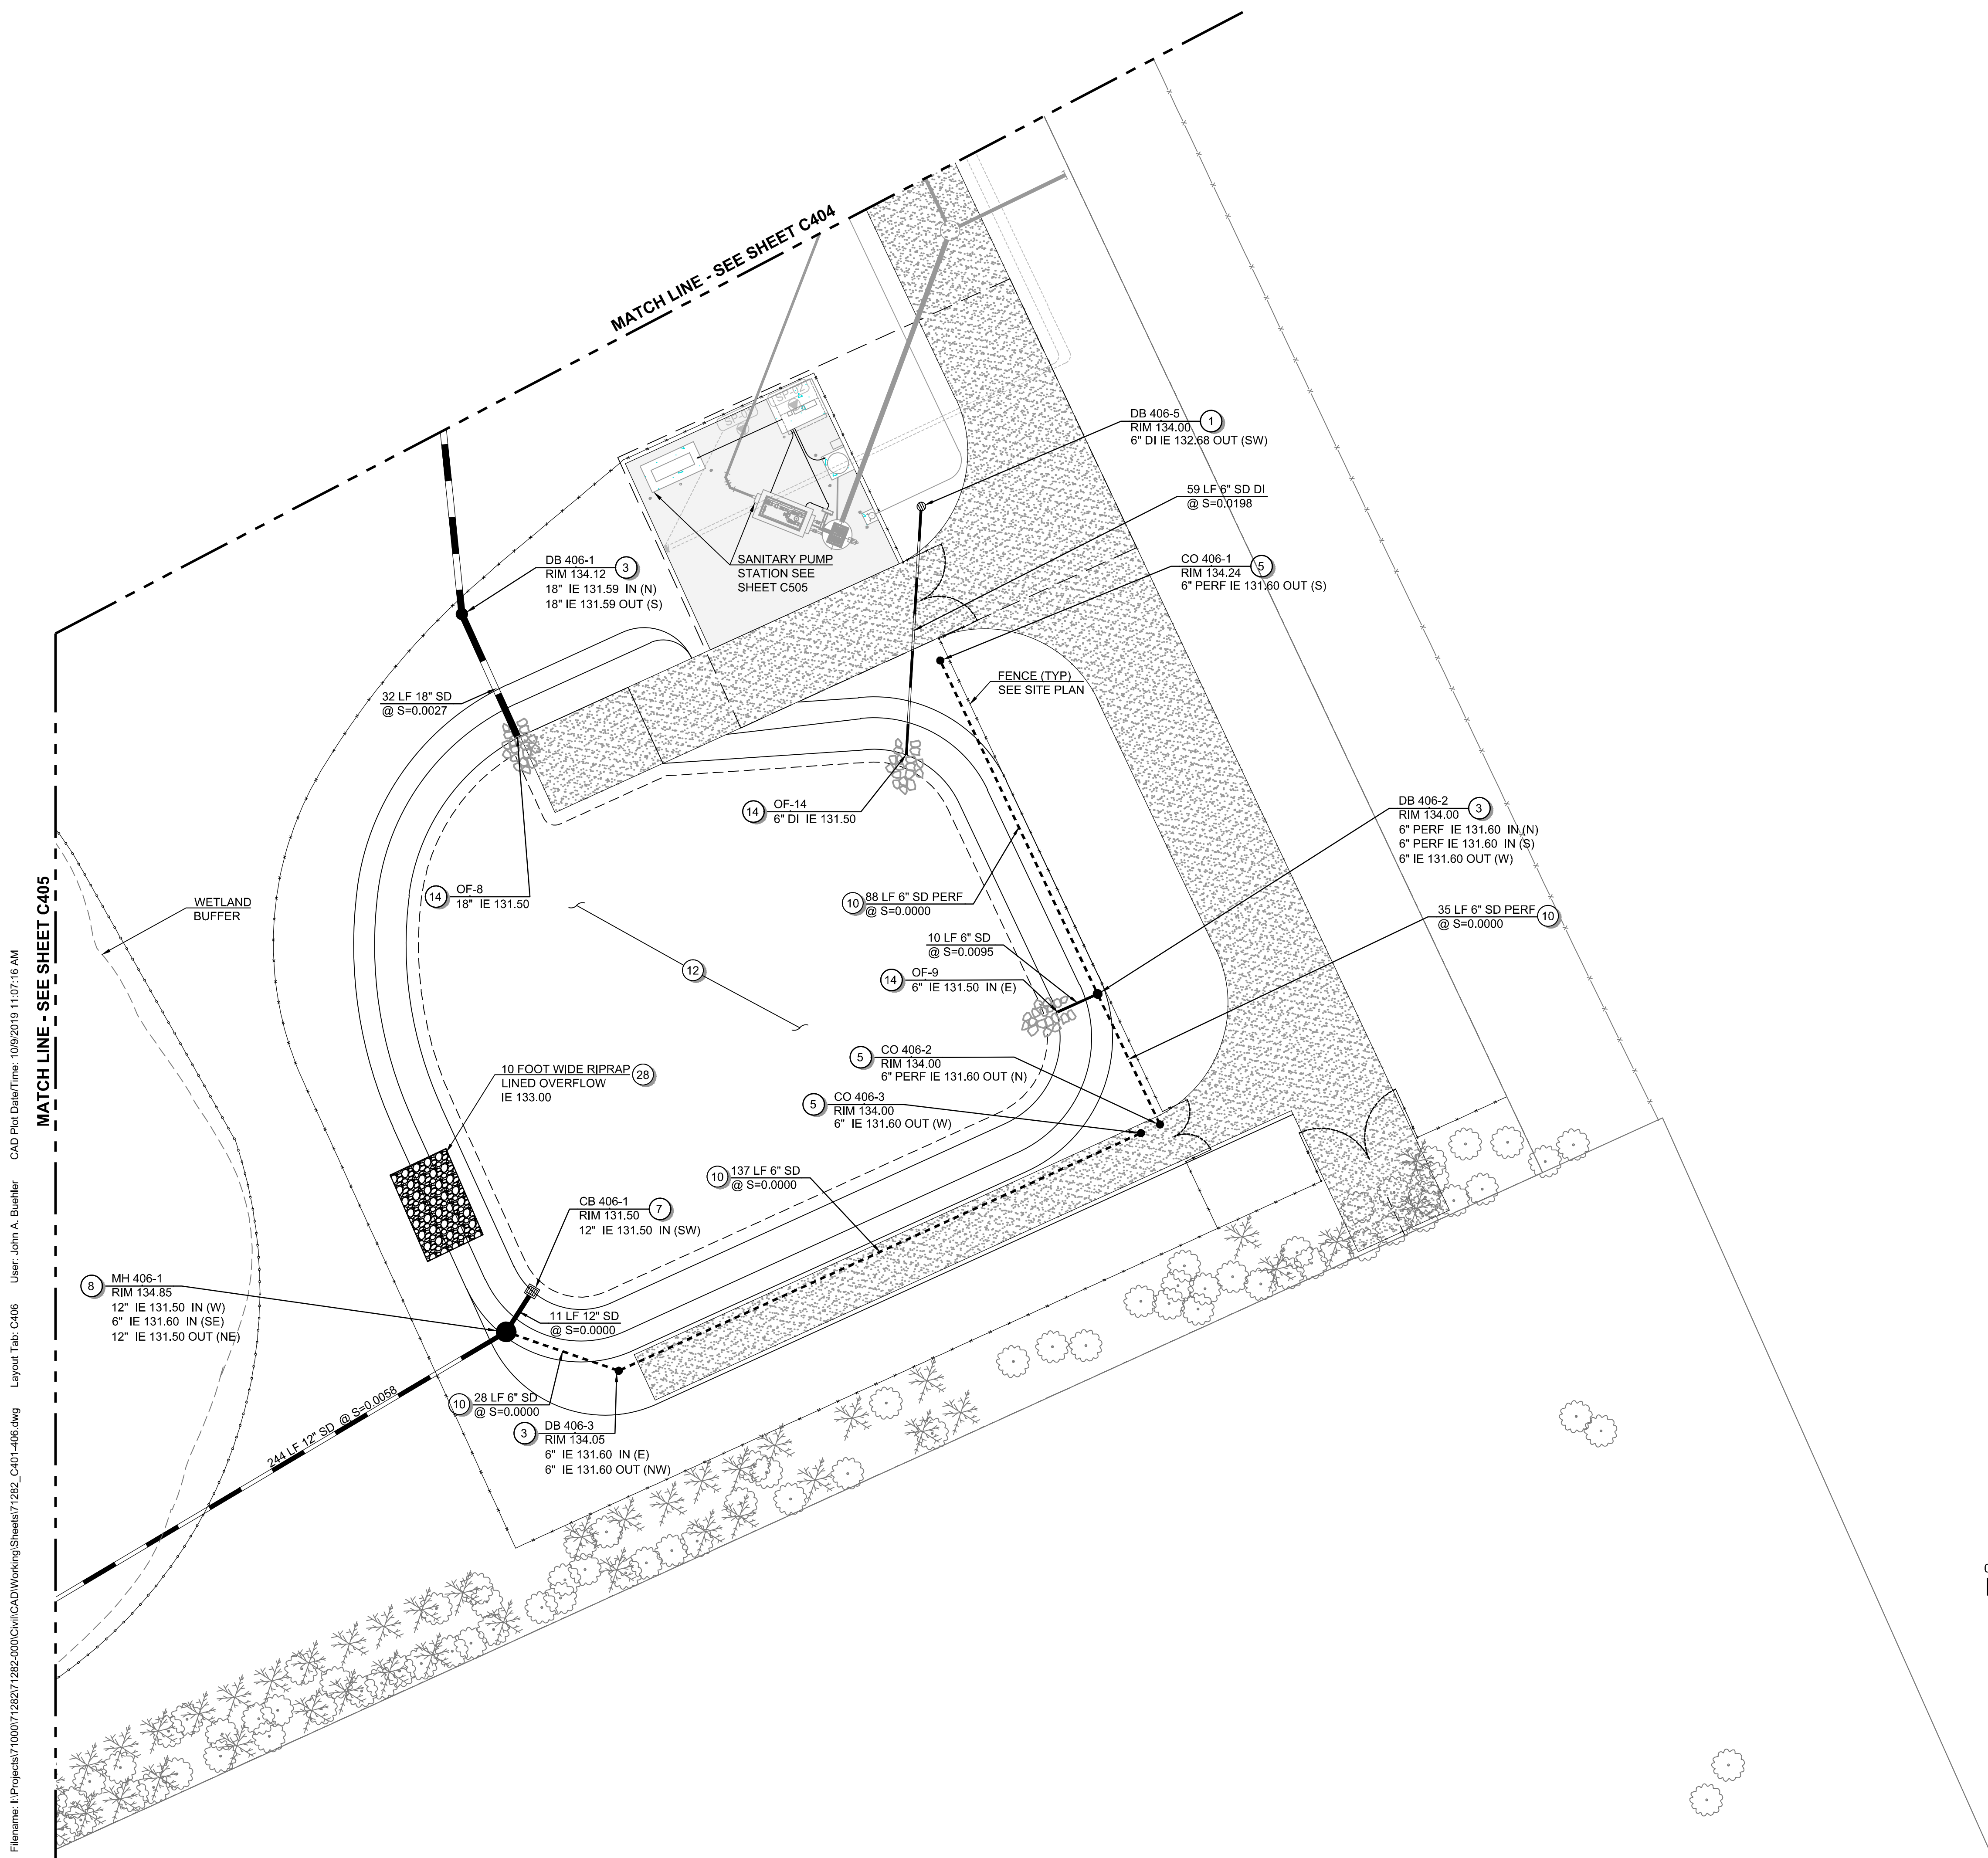 MATCH LINE - SEE SHEET C404
DB 406-5
1
RIM 134.00
6" DI IE 132.68 OUT (SW)
59 LF 6" SD DI
@ S=0.0198
CO 406-1
5
RIM 134.24
6" PERF IE 131.60 OUT (S)
DB 406-1
3
RIM 134.12
18" IE 131.59 IN (N)
18" IE 131.59 OUT (S)
SANITARY PUMP
STATION SEE
SHEET C505
FENCE (TYP)
SEE SITE PLAN
32 LF 18" SD
@ S=0.0027
14
OF-14
6" DI IE 131.50
DB 406-2
3
RIM 134.00
6" PERF IE 131.60 IN (N)
6" PERF IE 131.60 IN (S)
6" IE 131.60 OUT (W)
14
OF-8
18" IE 131.50
WETLAND
BUFFER
10
88 LF 6" SD PERF
@ S=0.0000
35 LF 6" SD PERF
10
@ S=0.0000
10 LF 6" SD
@ S=0.0095
12
14
OF-9
6" IE 131.50 IN (E)
MATCH LINE - SEE SHEET C405
5
CO 406-2
RIM 134.00
6" PERF IE 131.60 OUT (N)
10 FOOT WIDE RIPRAP
28
LINED OVERFLOW
IE 133.00
5
CO 406-3
RIM 134.00
6" IE 131.60 OUT (W)
10
137 LF 6" SD
@ S=0.0000
CB 406-1
7
RIM 131.50
12" IE 131.50 IN (SW)
8
MH 406-1
RIM 134.85
12" IE 131.50 IN (W)
6" IE 131.60 IN (SE)
12" IE 131.50 OUT (NE)
11 LF 12" SD
@ S=0.0000
244 LF 12" SD @ S=0.0058
10
28 LF 6" SD
@ S=0.0000
3
DB 406-3
RIM 134.05
6" IE 131.60 IN (E)
6" IE 131.60 OUT (NW)
0
Filename: I:\Projects\71000\71282\71282-000\Civil\CAD\Working\Sheets\71282_C401-406.dwg Layout Tab: C406 User: John A. Buehler CAD Plot Date/Time: 10/9/2019 11:07:16 AM